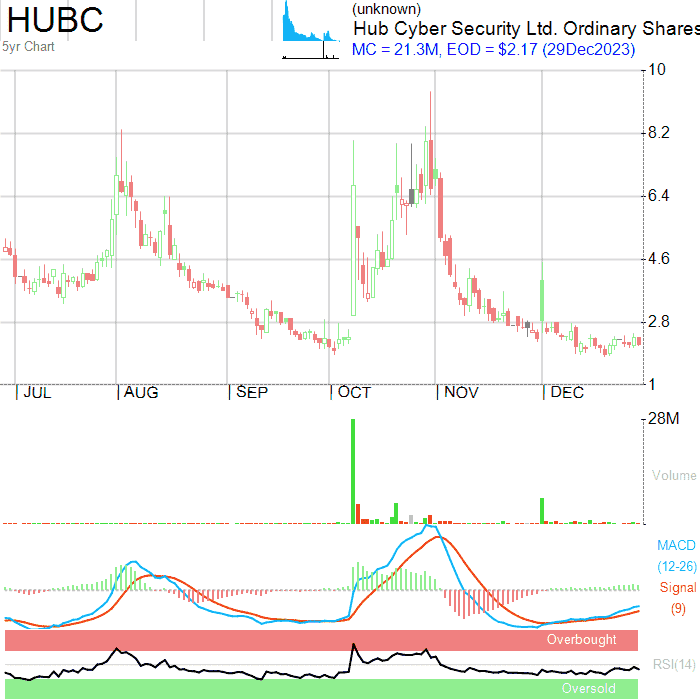 HUBC
5yr Chart
(unknown)
Hub Cyber Security Ltd. Ordinary Shares
MC = 21.3M, EOD = $2.17 (29Dec2023)
10
8.2
6.4
4.6
2.8
1
JUL AUG SEP OCT NOV DEC
28M
Volume
MACD
(12-26)
Signal
(9)
Overbought
RSI(14)
Oversold